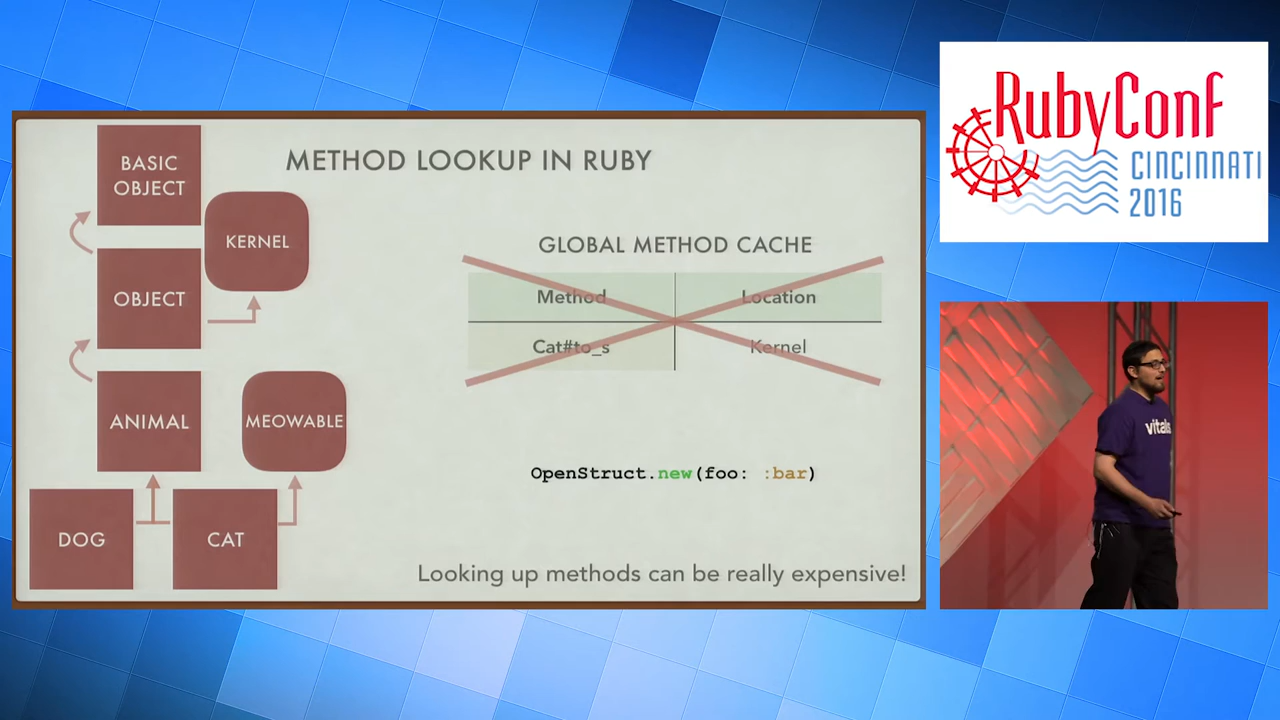 BASIC
OBJECT
METHOD LOOKUP IN RUBY
KERNEL
OBJECT
ANIMAL
MEOWABLE
DOG
CAT
GLOBAL METHOD CACHE
Method Location
Cat#to_s Kernel
OpenStruct.new(foo: :bar)
Looking up methods can be really expensive!
RubyConf
CINCINNATI
2016
vitals